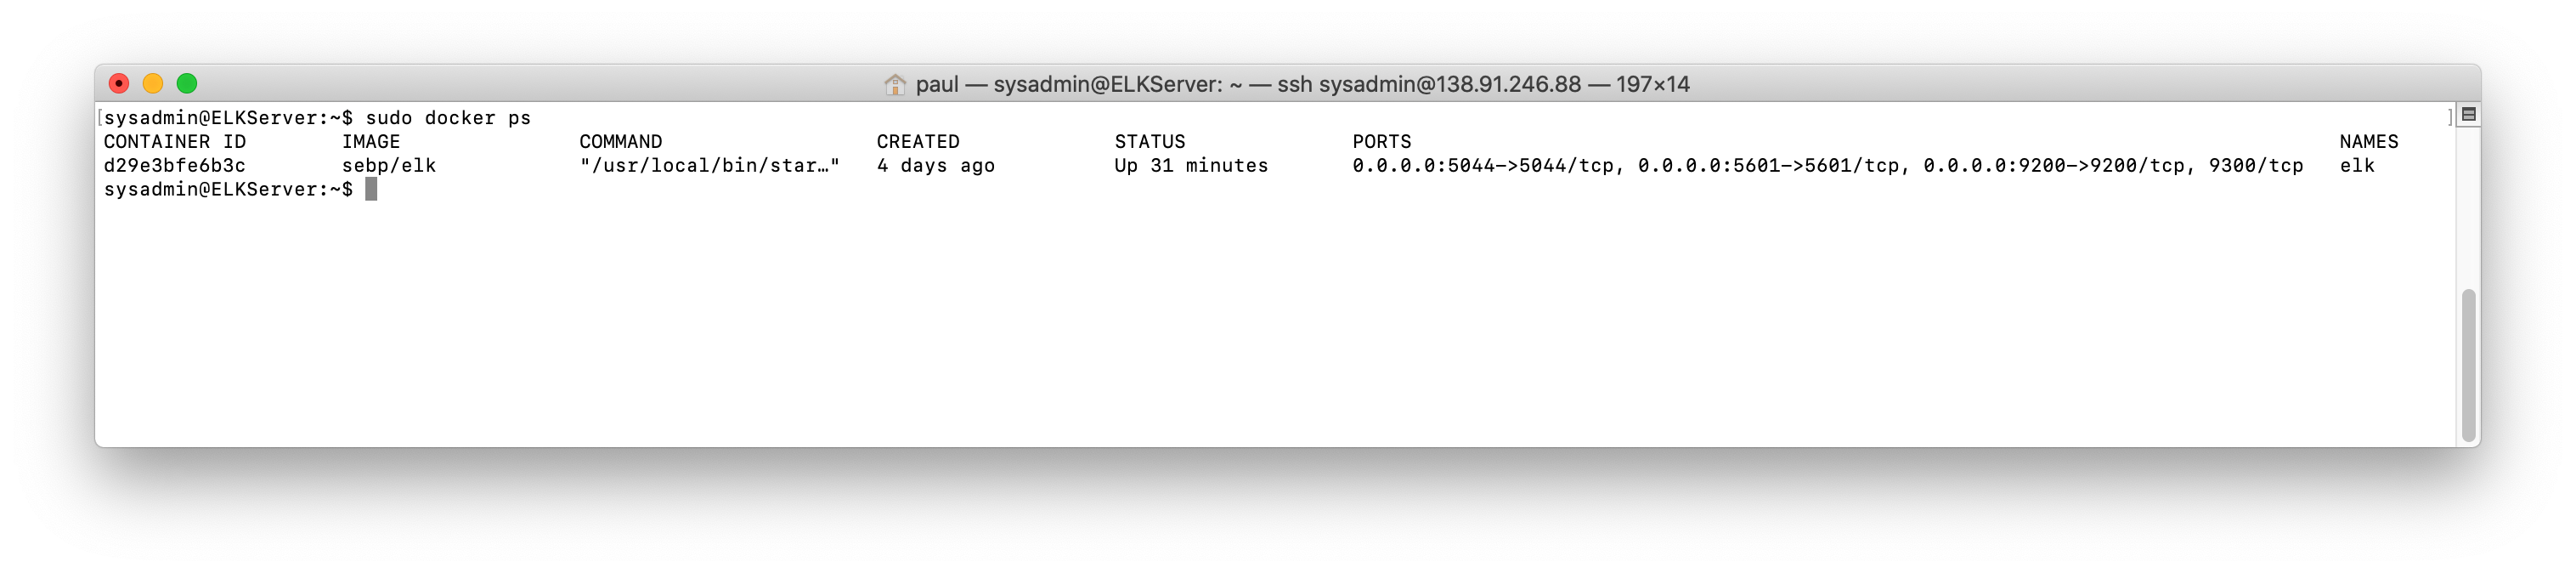 paul — sysadmin@ELKServer: ~ — ssh sysadmin@138.91.246.88 — 197×14
[sysadmin@ELKServer:~$ sudo docker ps ]
CONTAINER ID IMAGE COMMAND CREATED STATUS PORTS NAMES
d29e3bfe6b3c sebp/elk "/usr/local/bin/star…" 4 days ago Up 31 minutes 0.0.0.0:5044->5044/tcp, 0.0.0.0:5601->5601/tcp, 0.0.0.0:9200->9200/tcp, 9300/tcp elk
sysadmin@ELKServer:~$